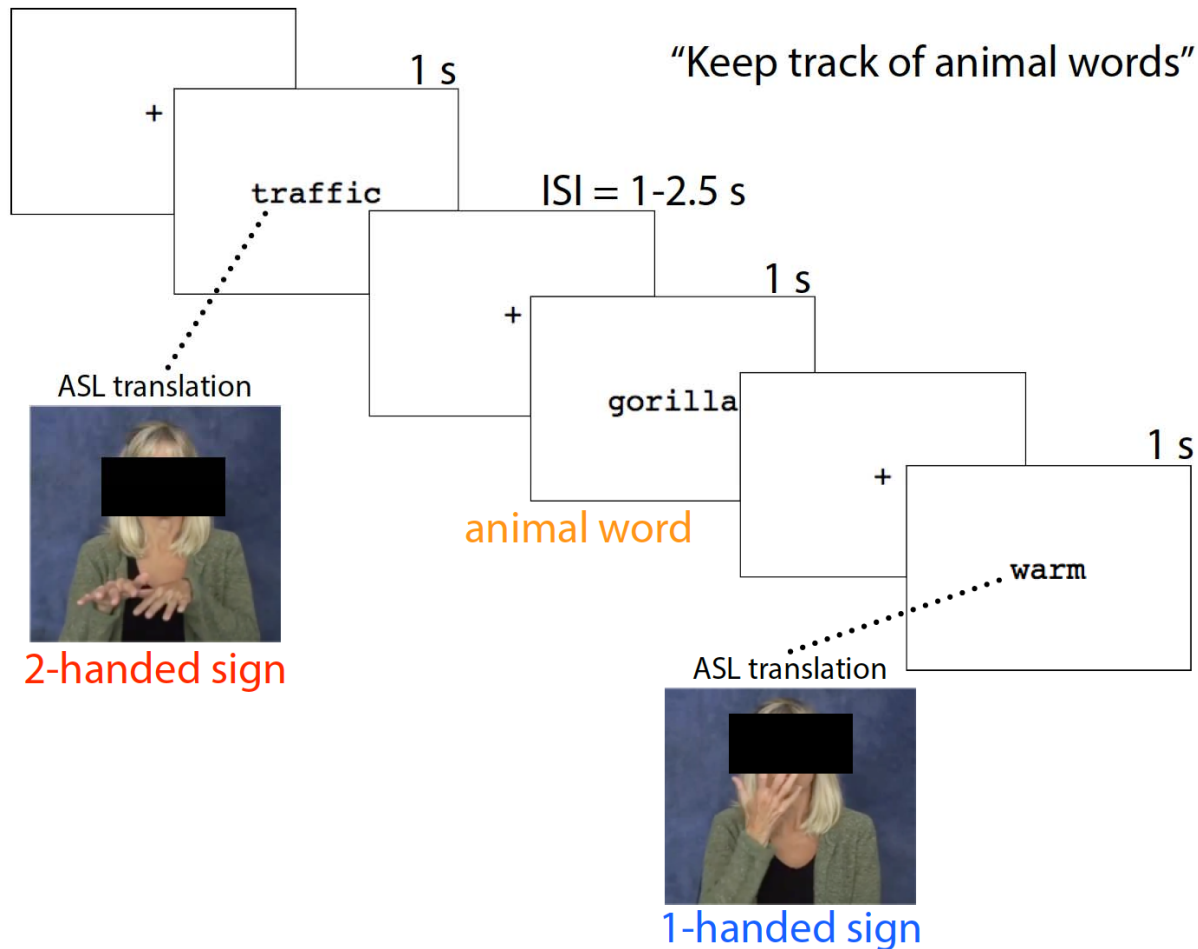 “Keep track of animal words”
1 s
+
traffic
ISI = 1-2.5 s
1 s
+
gorilla
ASL translation
animal word
1 s
+
warm
2-handed sign
ASL translation
1-handed sign